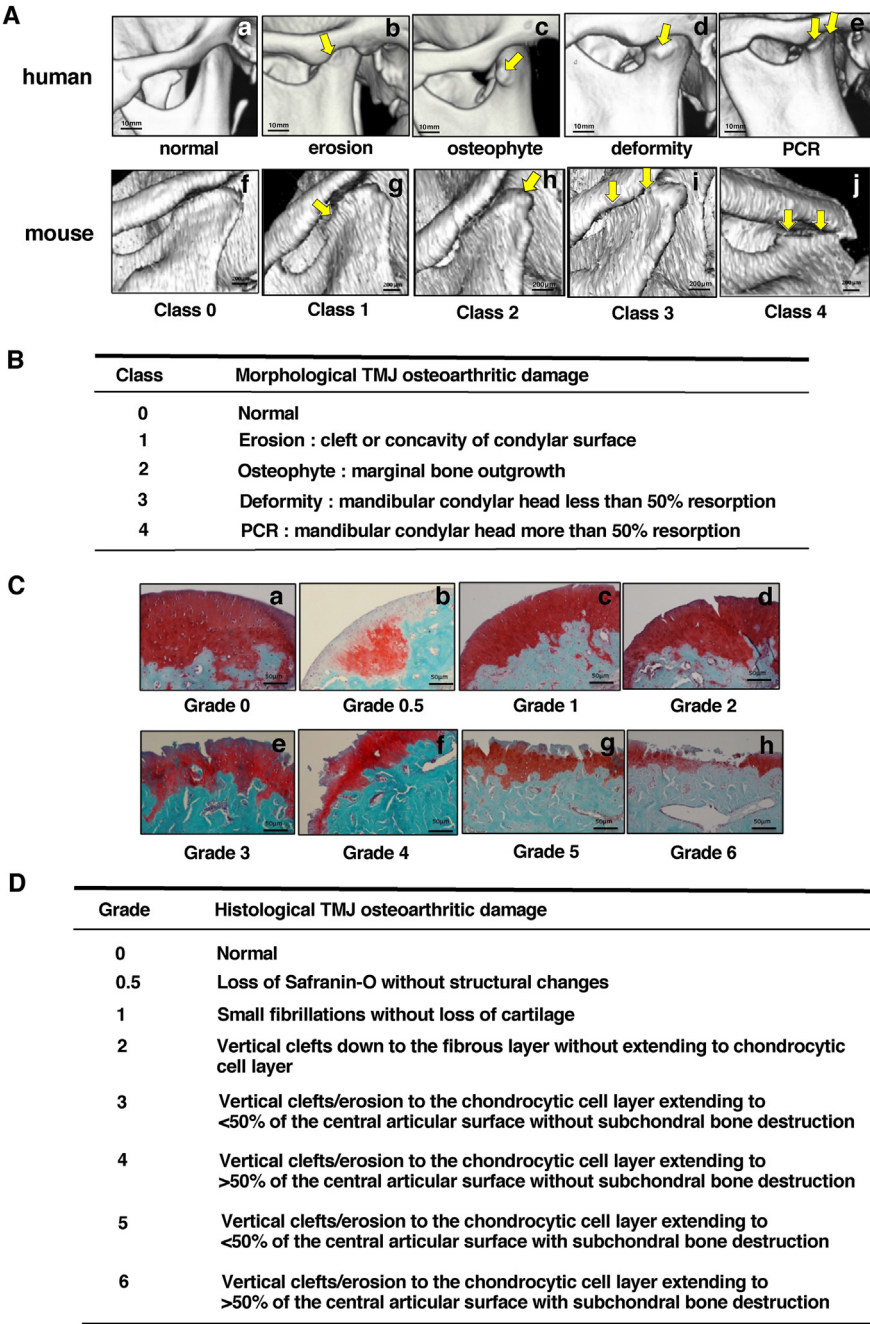 A
human
a
b
c
d
e
10mm
10mm
10mm
10mm
10mm
normal
erosion
osteophyte
deformity
PCR
mouse
f
g
h
i
j
200μm
200μm
200μm
200μm
200μm
Class 0
Class 1
Class 2
Class 3
Class 4
B
Class Morphological TMJ osteoarthritic damage
0 Normal
1 Erosion : cleft or concavity of condylar surface
2 Osteophyte : marginal bone outgrowth
3 Deformity : mandibular condylar head less than 50% resorption
4 PCR : mandibular condylar head more than 50% resorption
C
a
b
c
d
50μm
50μm
50μm
50μm
Grade 0
Grade 0.5
Grade 1
Grade 2
e
f
g
h
50μm
50μm
50μm
50μm
Grade 3
Grade 4
Grade 5
Grade 6
D
Grade Histological TMJ osteoarthritic damage
0 Normal
0.5 Loss of Safranin-O without structural changes
1 Small fibrillations without loss of cartilage
2 Vertical clefts down to the fibrous layer without extending to chondrocytic
cell layer
3 Vertical clefts/erosion to the chondrocytic cell layer extending to
<50% of the central articular surface without subchondral bone destruction
4 Vertical clefts/erosion to the chondrocytic cell layer extending to
>50% of the central articular surface without subchondral bone destruction
5 Vertical clefts/erosion to the chondrocytic cell layer extending to
<50% of the central articular surface with subchondral bone destruction
6 Vertical clefts/erosion to the chondrocytic cell layer extending to
>50% of the central articular surface with subchondral bone destruction